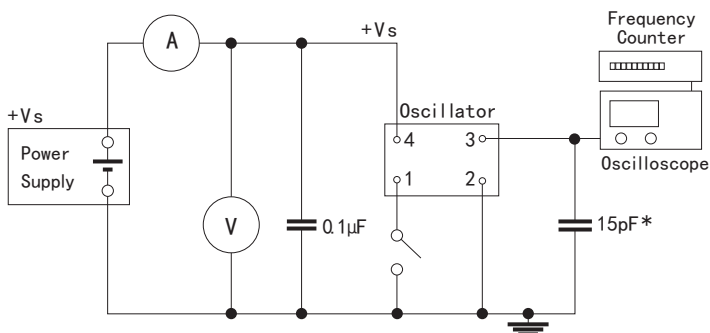 Frequency
Counter
+Vs
A
Oscillator
+Vs
4
3
Power
Supply
Oscilloscope
1
2
V
0.1μF
15pF*